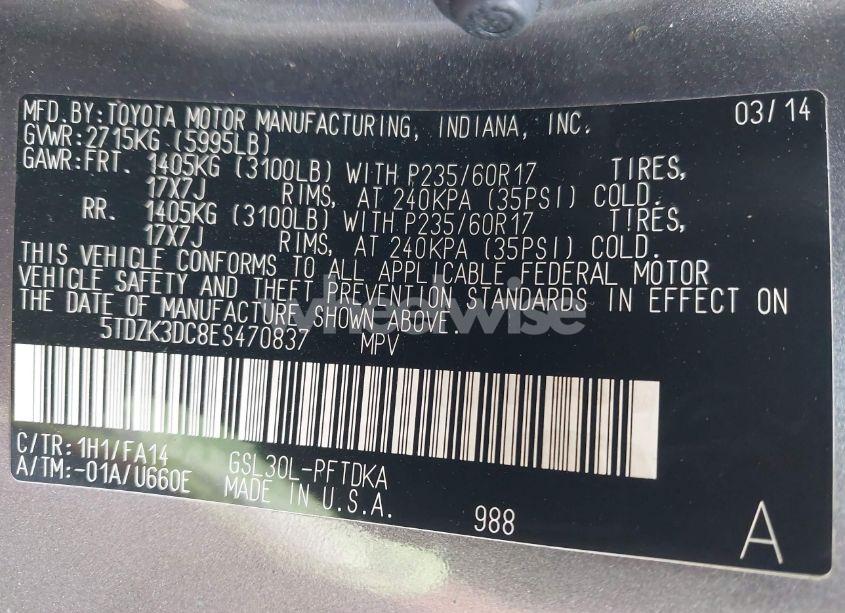 MFD.BY:TOYOTA MOTOR MANUFACTURING, INDIANA, INC. 03/14
GVWR:2715KG (5995LB)
GAWR:FRT. 1405KG (3100LB) WITH P235/60R17 TIRES,
17X7J RIMS, AT 240KPA (35PSI) COLD.
RR. 1405KG (3100LB) WITH P235/60R17 TIRES,
17X7J RIMS, AT 240KPA (35PSI) COLD.
THIS VEHICLE CONFORMS TO ALL APPLICABLE FEDERAL MOTOR
VEHICLE SAFETY AND THEFT PREVENTION STANDARDS IN EFFECT ON
THE DATE OF MANUFACTURE SHOWN ABOVE.
5TDZK3DC8ES470837 MPV
C/TR:1H1/FA14 GSL30L-PFTDKA
A/TM:-01A/U660E MADE IN U.S.A. 988 A
wheelwise